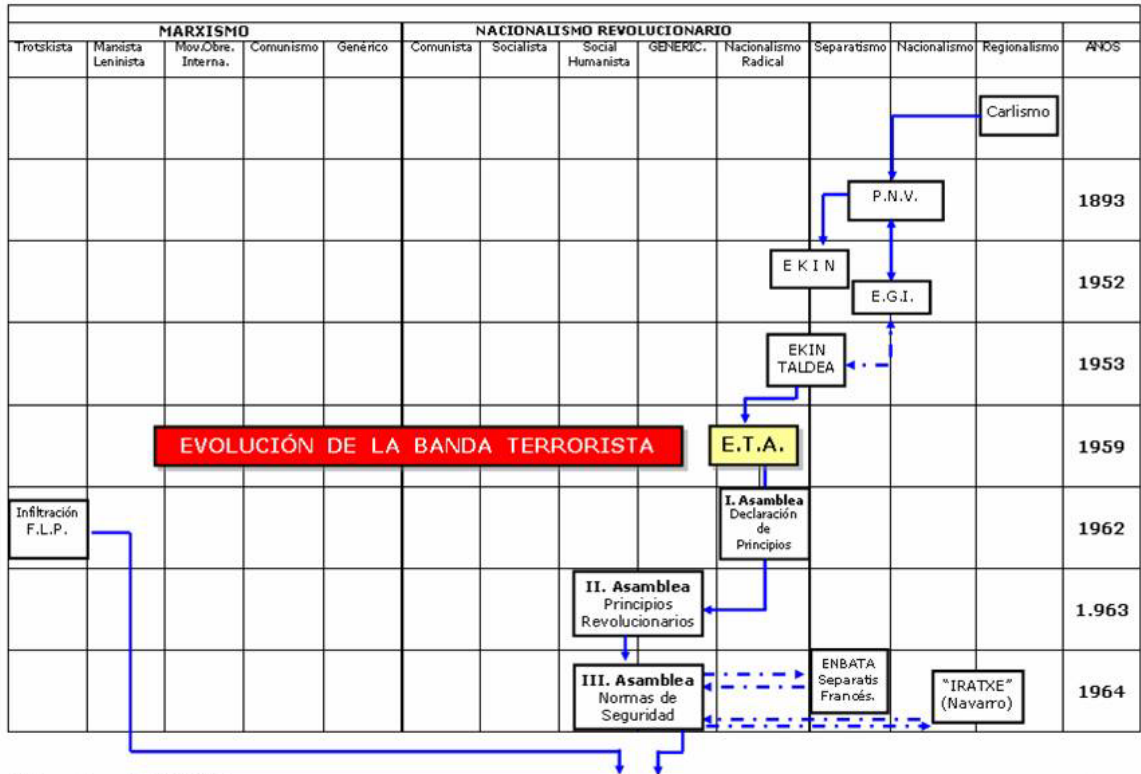 MARXISMO
NACIONALISMO REVOLUCIONARIO
Trotskista
Marxista
Leninista
Mov.Obre.
Interna.
Comunismo
Genérico
Comunista
Socialista
Social
Humanista
GENERIC.
Nacionalismo
Radical
Separatismo
Nacionalismo
Regionalismo
AÑOS
Carlismo
P.N.V.
1893
E K I N
E.G.I.
1952
EKIN
TALDEA
1953
EVOLUCIÓN DE LA BANDA TERRORISTA
E.T.A.
1959
Infiltración
F.L.P.
I. Asamblea
Declaración
de
Principios
1962
II. Asamblea
Principios
Revolucionarios
1.963
III. Asamblea
Normas de
Seguridad
ENBATA
Separatis
Francés.
"IRATXE"
(Navarro)
1964